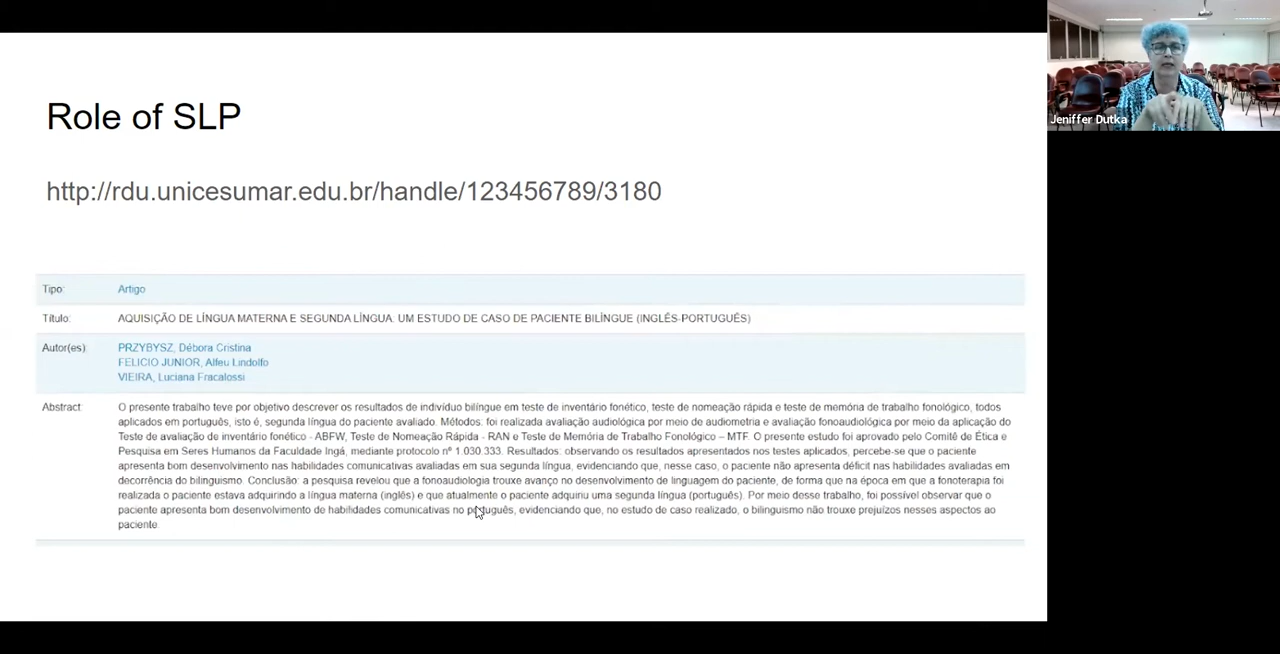 Role of SLP
http://rdu.unicesumar.edu.br/handle/123456789/3180
Tipo: Artigo
Título: AQUISIÇÃO DE LÍNGUA MATERNA E SEGUNDA LÍNGUA: UM ESTUDO DE CASO DE PACIENTE BILÍNGUE (INGLÊS-PORTUGUÊS)
Autor(es): PRZYBYSZ, Débora Cristina
FELICIO JUNIOR, Alfeu Lindolfo
VIEIRA, Luciana Fracalossi
Abstract: O presente trabalho teve por objetivo descrever os resultados de indivíduo bilíngue em teste de inventário fonético, teste de nomeação rápida e teste de memória de trabalho fonológico, todos
aplicados em português, isto é, segunda língua do paciente avaliado. Métodos: foi realizada avaliação audiológica por meio de audiometria e avaliação fonoaudiológica por meio da aplicação do
Teste de avaliação de inventário fonético - ABFW, Teste de Nomeação Rápida - RAN e Teste de Memória de Trabalho Fonológico – MTF. O presente estudo foi aprovado pelo Comitê de Ética e
Pesquisa em Seres Humanos da Faculdade Ingá, mediante protocolo nº 1.030.333. Resultados: observando os resultados apresentados nos testes aplicados, percebe-se que o paciente
apresenta bom desenvolvimento nas habilidades comunicativas avaliadas em sua segunda língua, evidenciando que, nesse caso, o paciente não apresenta déficit nas habilidades avaliadas em
decorrência do bilinguismo. Conclusão: a pesquisa revelou que a fonoaudiologia trouxe avanço no desenvolvimento de linguagem do paciente, de forma que na época em que a fonoterapia foi
realizada o paciente estava adquirindo a língua materna (inglês) e que atualmente o paciente adquiriu uma segunda língua (português). Por meio desse trabalho, foi possível observar que o
paciente apresenta bom desenvolvimento de habilidades comunicativas no português, evidenciando que, no estudo de caso realizado, o bilinguismo não trouxe prejuízos nesses aspectos ao
paciente.
Jeniffer Dutka